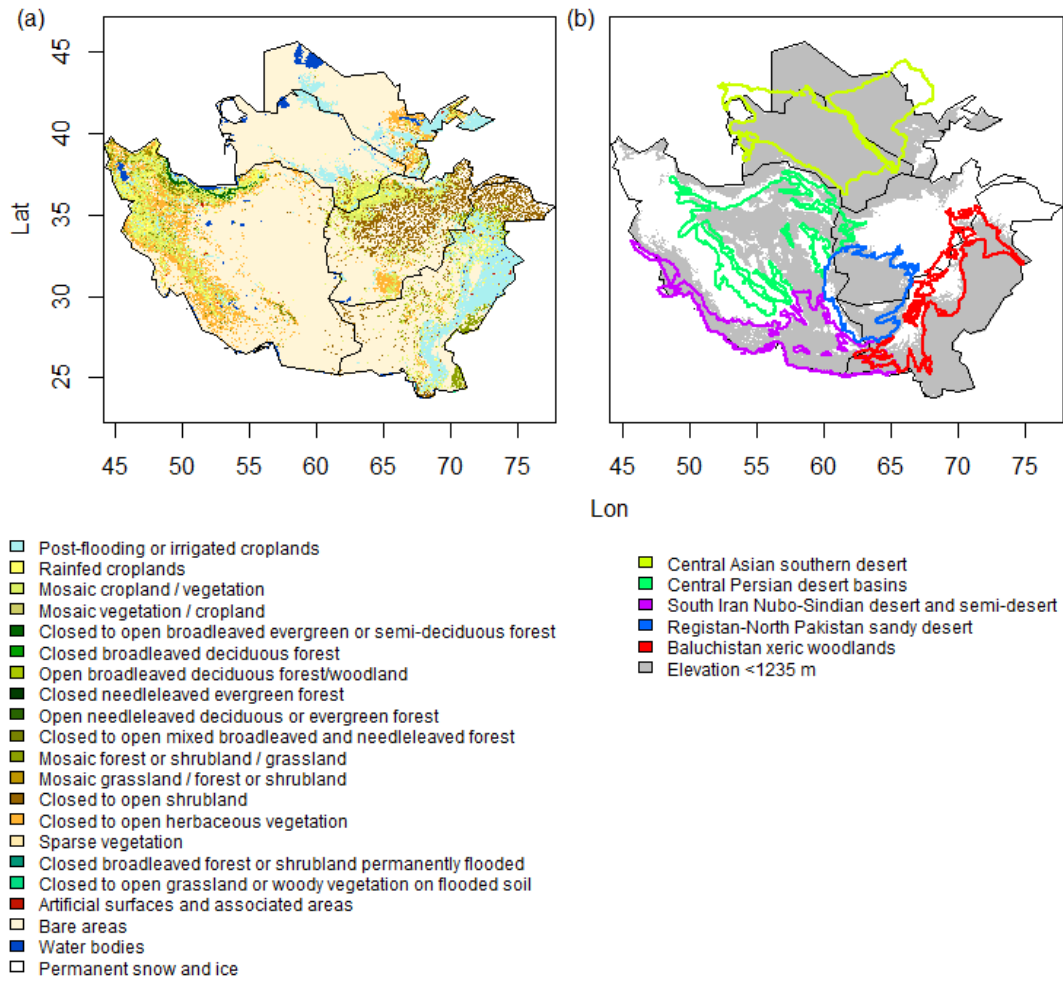 (a)
(b)
45
40
35
30
25
Lat
45 50 55 60 65 70 75
45 50 55 60 65 70 75
Lon
Post-flooding or irrigated croplands
Rainfed croplands
Mosaic cropland / vegetation
Mosaic vegetation / cropland
Closed to open broadleaved evergreen or semi-deciduous forest
Closed broadleaved deciduous forest
Open broadleaved deciduous forest/woodland
Closed needleleaved evergreen forest
Open needleleaved deciduous or evergreen forest
Closed to open mixed broadleaved and needleleaved forest
Mosaic forest or shrubland / grassland
Mosaic grassland / forest or shrubland
Closed to open shrubland
Closed to open herbaceous vegetation
Sparse vegetation
Closed broadleaved forest or shrubland permanently flooded
Closed to open grassland or woody vegetation on flooded soil
Artificial surfaces and associated areas
Bare areas
Water bodies
Permanent snow and ice
Central Asian southern desert
Central Persian desert basins
South Iran Nubo-Sindian desert and semi-desert
Registan-North Pakistan sandy desert
Baluchistan xeric woodlands
Elevation <1235 m